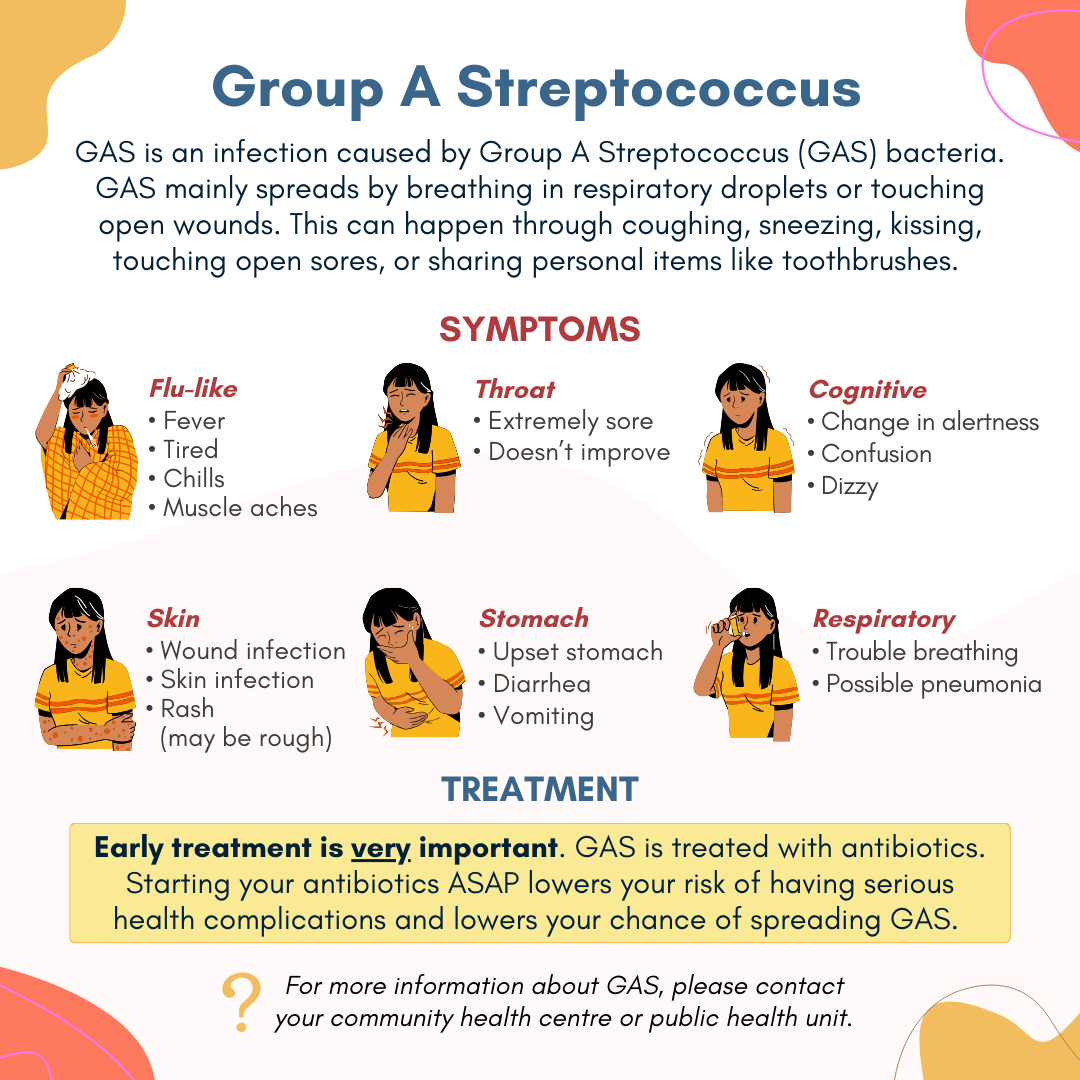 Group A Streptococcus
GAS is an infection caused by Group A Streptococcus (GAS) bacteria.
GAS mainly spreads by breathing in respiratory droplets or touching
open wounds. This can happen through coughing, sneezing, kissing,
touching open sores, or sharing personal items like toothbrushes.
SYMPTOMS
Flu-like
• Fever
• Tired
• Chills
• Muscle aches
Throat
• Extremely sore
• Doesn't improve
Cognitive
• Change in alertness
• Confusion
• Dizzy
Skin
• Wound infection
• Skin infection
• Rash
(may be rough)
Stomach
• Upset stomach
• Diarrhea
• Vomiting
Respiratory
• Trouble breathing
• Possible pneumonia
TREATMENT
Early treatment is very important. GAS is treated with antibiotics.
Starting your antibiotics ASAP lowers your risk of having serious
health complications and lowers your chance of spreading GAS.
?
For more information about GAS, please contact
your community health centre or public health unit.